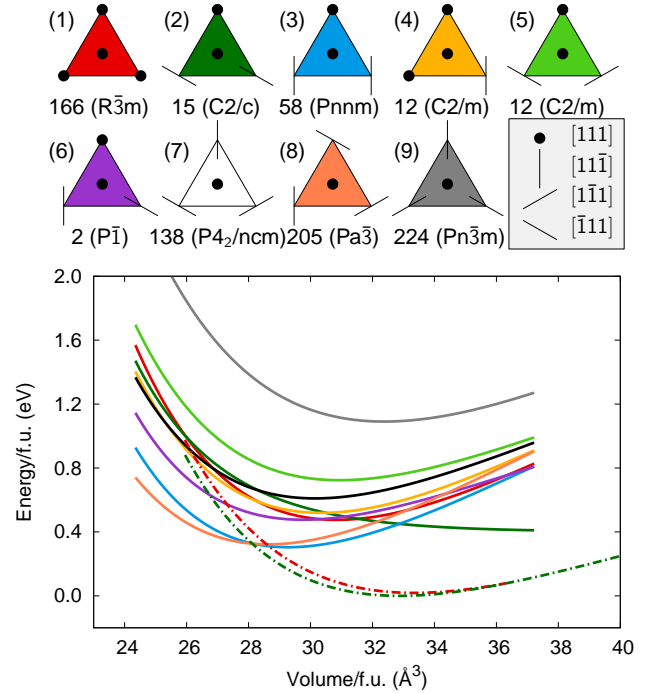 (1) (2) (3) (4) (5)
166 (R3̅m) 15 (C2/c) 58 (Pnnm) 12 (C2/m) 12 (C2/m)
(6) (7) (8) (9)
2 (P1̅) 138 (P4₂/ncm) 205 (Pa3̅) 224 (Pn3̅m)
[111]
[111̅]
[11̅1]
[1̅11]
2.0
1.6
1.2
0.8
0.4
0.0
Energy/f.u. (eV)
24 26 28 30 32 34 36 38 40
Volume/f.u. (Å³)